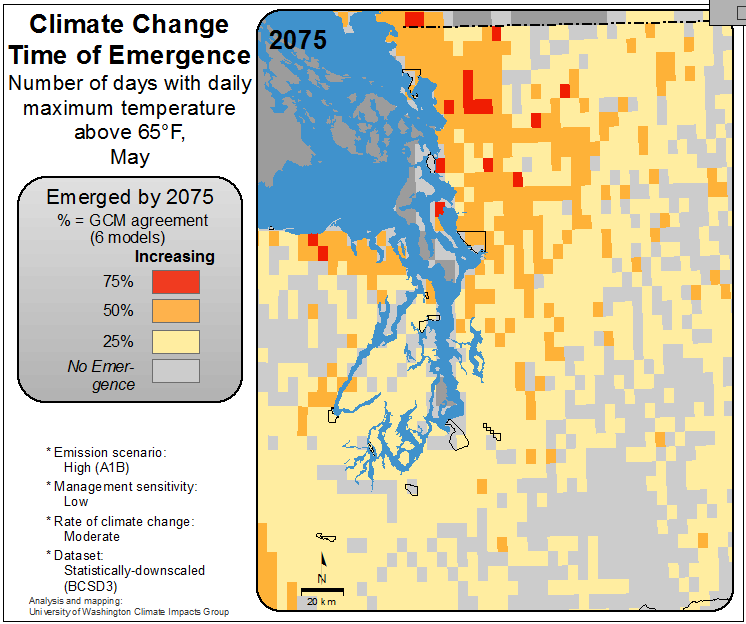 Climate Change
Time of Emergence
Number of days with daily
maximum temperature
above 65°F,
May
Emerged by 2075
% = GCM agreement
(6 models)
Increasing
75%
50%
25%
No Emer-
gence
* Emission scenario:
High (A1B)
* Management sensitivity:
Low
* Rate of climate change:
Moderate
* Dataset:
Statistically-downscaled
(BCSD3)
Analysis and mapping:
University of Washington Climate Impacts Group
2075
N
20 km